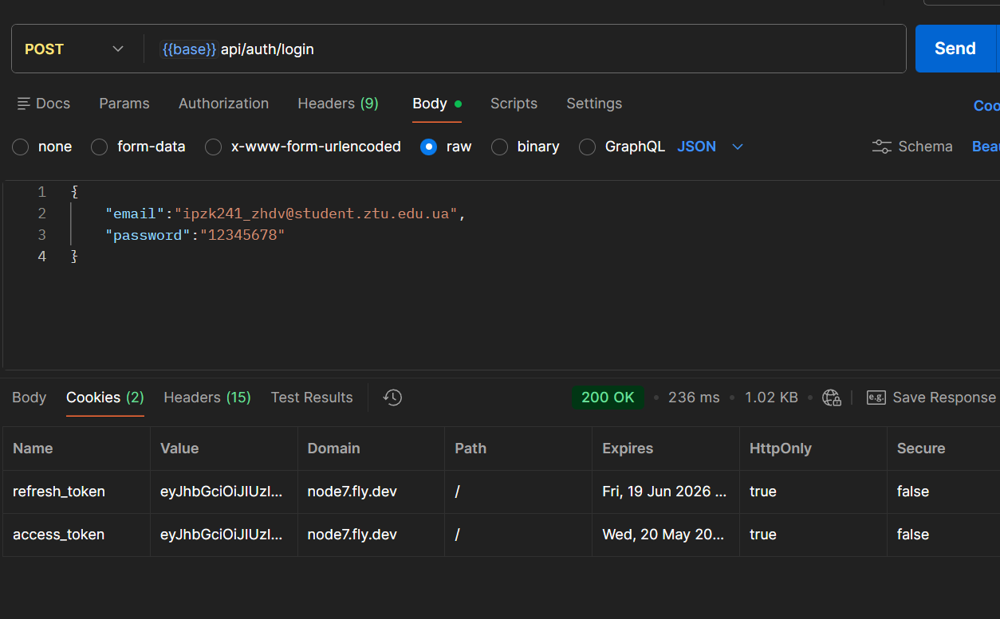 POST {{base}} api/auth/login Send
Docs Params Authorization Headers (9) Body Scripts Settings Coo
none form-data x-www-form-urlencoded raw binary GraphQL JSON Schema Beau
1 {
2 "email":"ipzk241_zhdv@student.ztu.edu.ua",
3 "password":"12345678"
4 }
Body Cookies (2) Headers (15) Test Results 200 OK • 236 ms • 1.02 KB • e.g. Save Response
Name Value Domain Path Expires HttpOnly Secure
refresh_token eyJhbGciOiJIUzI... node7.fly.dev / Fri, 19 Jun 2026 ... true false
access_token eyJhbGciOiJIUzI... node7.fly.dev / Wed, 20 May 20... true false